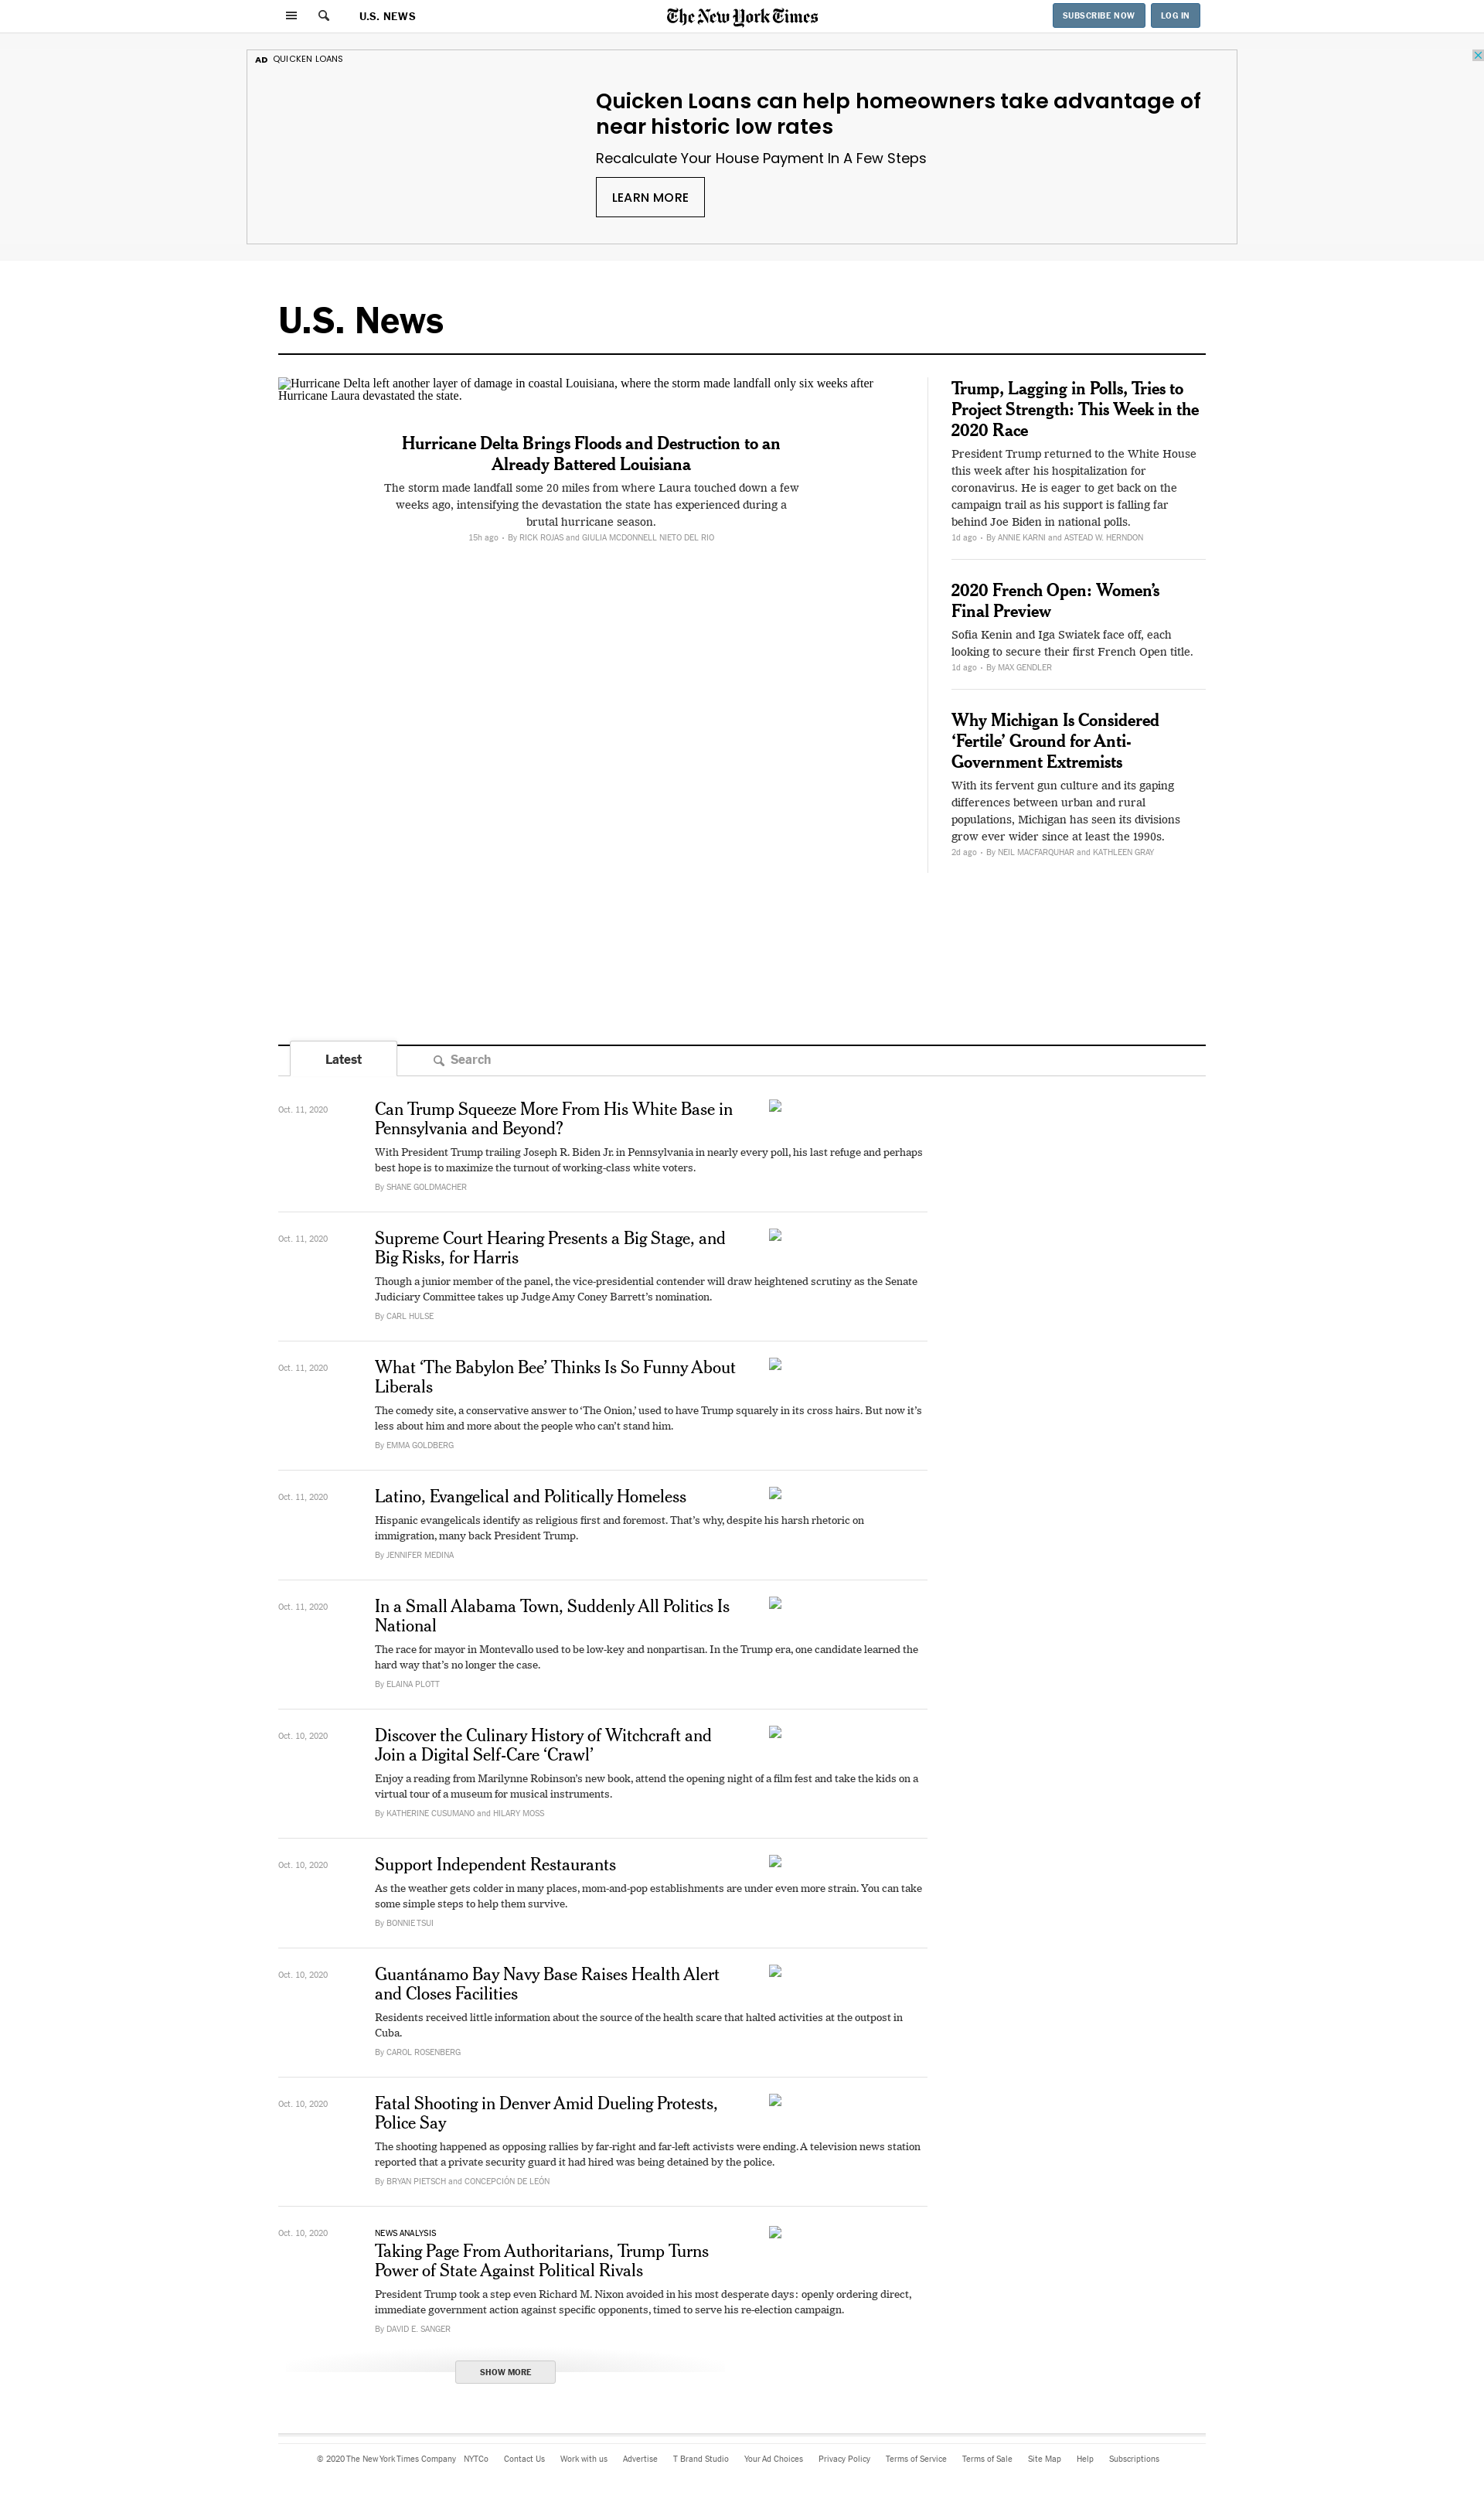 U.S. NEWS
The New York Times
SUBSCRIBE NOW
LOG IN
AD QUICKEN LOANS
Quicken Loans can help homeowners take advantage of
near historic low rates
Recalculate Your House Payment In A Few Steps
LEARN MORE
U.S. News
Hurricane Delta left another layer of damage in coastal Louisiana, where the storm made landfall only six weeks after
Hurricane Laura devastated the state.
Hurricane Delta Brings Floods and Destruction to an
Already Battered Louisiana
The storm made landfall some 20 miles from where Laura touched down a few
weeks ago, intensifying the devastation the state has experienced during a
brutal hurricane season.
15h ago • By RICK ROJAS and GIULIA MCDONNELL NIETO DEL RIO
Trump, Lagging in Polls, Tries to
Project Strength: This Week in the
2020 Race
President Trump returned to the White House
this week after his hospitalization for
coronavirus. He is eager to get back on the
campaign trail as his support is falling far
behind Joe Biden in national polls.
1d ago • By ANNIE KARNI and ASTEAD W. HERNDON
2020 French Open: Women’s
Final Preview
Sofia Kenin and Iga Swiatek face off, each
looking to secure their first French Open title.
1d ago • By MAX GENDLER
Why Michigan Is Considered
‘Fertile’ Ground for Anti-
Government Extremists
With its fervent gun culture and its gaping
differences between urban and rural
populations, Michigan has seen its divisions
grow ever wider since at least the 1990s.
2d ago • By NEIL MACFARQUHAR and KATHLEEN GRAY
Latest
Search
Oct. 11, 2020
Can Trump Squeeze More From His White Base in
Pennsylvania and Beyond?
With President Trump trailing Joseph R. Biden Jr. in Pennsylvania in nearly every poll, his last refuge and perhaps
best hope is to maximize the turnout of working-class white voters.
By SHANE GOLDMACHER
Oct. 11, 2020
Supreme Court Hearing Presents a Big Stage, and
Big Risks, for Harris
Though a junior member of the panel, the vice-presidential contender will draw heightened scrutiny as the Senate
Judiciary Committee takes up Judge Amy Coney Barrett’s nomination.
By CARL HULSE
Oct. 11, 2020
What ‘The Babylon Bee’ Thinks Is So Funny About
Liberals
The comedy site, a conservative answer to ‘The Onion,’ used to have Trump squarely in its cross hairs. But now it’s
less about him and more about the people who can’t stand him.
By EMMA GOLDBERG
Oct. 11, 2020
Latino, Evangelical and Politically Homeless
Hispanic evangelicals identify as religious first and foremost. That’s why, despite his harsh rhetoric on
immigration, many back President Trump.
By JENNIFER MEDINA
Oct. 11, 2020
In a Small Alabama Town, Suddenly All Politics Is
National
The race for mayor in Montevallo used to be low-key and nonpartisan. In the Trump era, one candidate learned the
hard way that’s no longer the case.
By ELAINA PLOTT
Oct. 10, 2020
Discover the Culinary History of Witchcraft and
Join a Digital Self-Care ‘Crawl’
Enjoy a reading from Marilynne Robinson’s new book, attend the opening night of a film fest and take the kids on a
virtual tour of a museum for musical instruments.
By KATHERINE CUSUMANO and HILARY MOSS
Oct. 10, 2020
Support Independent Restaurants
As the weather gets colder in many places, mom-and-pop establishments are under even more strain. You can take
some simple steps to help them survive.
By BONNIE TSUI
Oct. 10, 2020
Guantánamo Bay Navy Base Raises Health Alert
and Closes Facilities
Residents received little information about the source of the health scare that halted activities at the outpost in
Cuba.
By CAROL ROSENBERG
Oct. 10, 2020
Fatal Shooting in Denver Amid Dueling Protests,
Police Say
The shooting happened as opposing rallies by far-right and far-left activists were ending. A television news station
reported that a private security guard it had hired was being detained by the police.
By BRYAN PIETSCH and CONCEPCIÓN DE LEÓN
Oct. 10, 2020
NEWS ANALYSIS
Taking Page From Authoritarians, Trump Turns
Power of State Against Political Rivals
President Trump took a step even Richard M. Nixon avoided in his most desperate days: openly ordering direct,
immediate government action against specific opponents, timed to serve his re-election campaign.
By DAVID E. SANGER
SHOW MORE
© 2020 The New York Times Company NYTCo Contact Us Work with us Advertise T Brand Studio Your Ad Choices Privacy Policy Terms of Service Terms of Sale Site Map Help Subscriptions